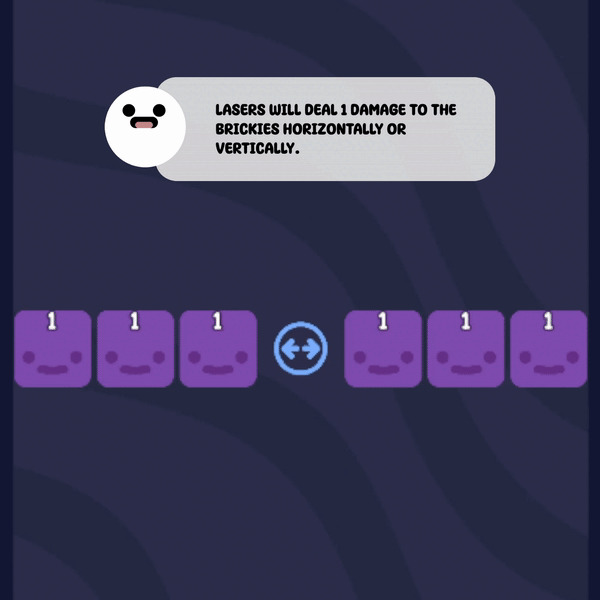 LASERS WILL DEAL 1 DAMAGE TO THE
BRICKIES HORIZONTALLY OR
VERTICALLY.
1 1 1 1 1 1